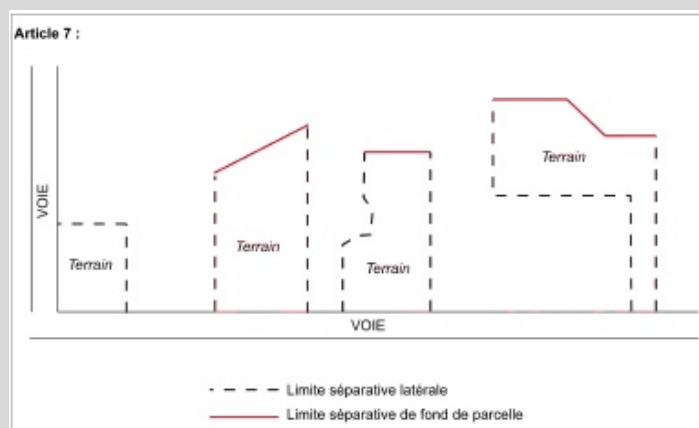 Article 7 :
Terrain
VOIE
Terrain
Terrain
Terrain
VOIE
Limite séparative latérale
Limite séparative de fond de parcelle